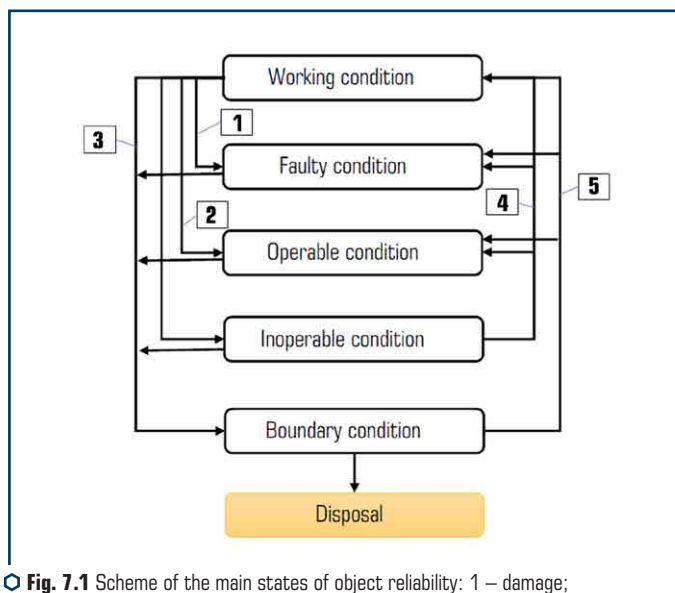 Working condition
1
3
Faulty condition
5
4
2
Operable condition
Inoperable condition
Boundary condition
Disposal
Fig. 7.1 Scheme of the main states of object reliability: 1 – damage;